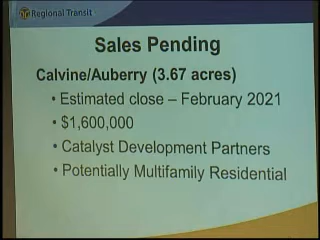 Regional Transit
Sales Pending
Calvine/Auberry (3.67 acres)
• Estimated close – February 2021
• $1,600,000
• Catalyst Development Partners
• Potentially Multifamily Residential